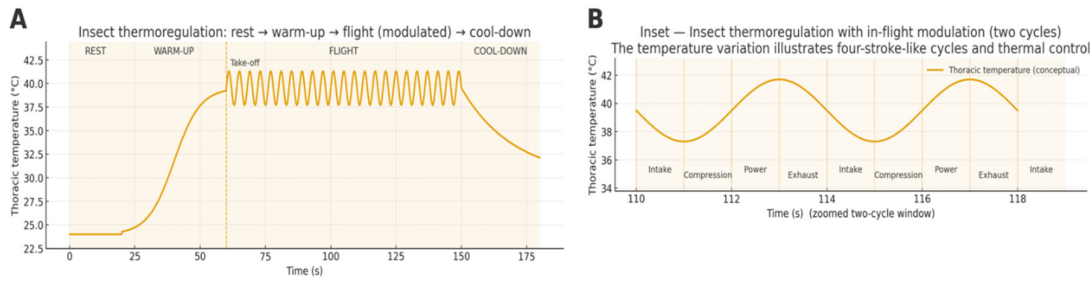 A
Insect thermoregulation: rest → warm-up → flight (modulated) → cool-down
REST WARM-UP FLIGHT COOL-DOWN
Take-off
Thoracic temperature (°C)
42.5
40.0
37.5
35.0
32.5
30.0
27.5
25.0
22.5
0 25 50 75 100 125 150 175
Time (s)
B
Inset — Insect thermoregulation with in-flight modulation (two cycles)
The temperature variation illustrates four-stroke-like cycles and thermal control
Thoracic temperature (conceptual)
Thoracic temperature (°C)
42
40
38
36
34
Intake Compression Power Exhaust Intake Compression Power Exhaust Intake
110 112 114 116 118
Time (s) (zoomed two-cycle window)